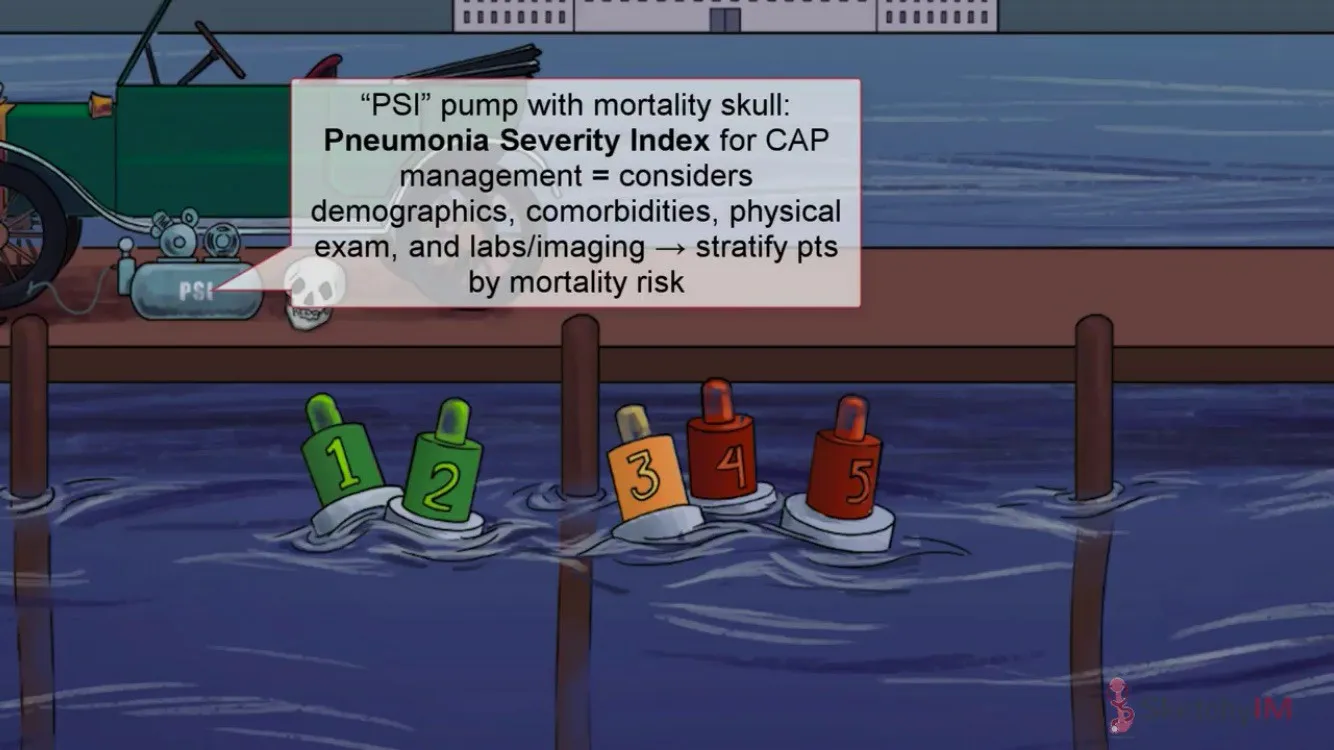 “PSI” pump with mortality skull:
Pneumonia Severity Index for CAP
management = considers
demographics, comorbidities, physical
exam, and labs/imaging → stratify pts
by mortality risk
PSI
1
2
3
4
5
SketchyIM